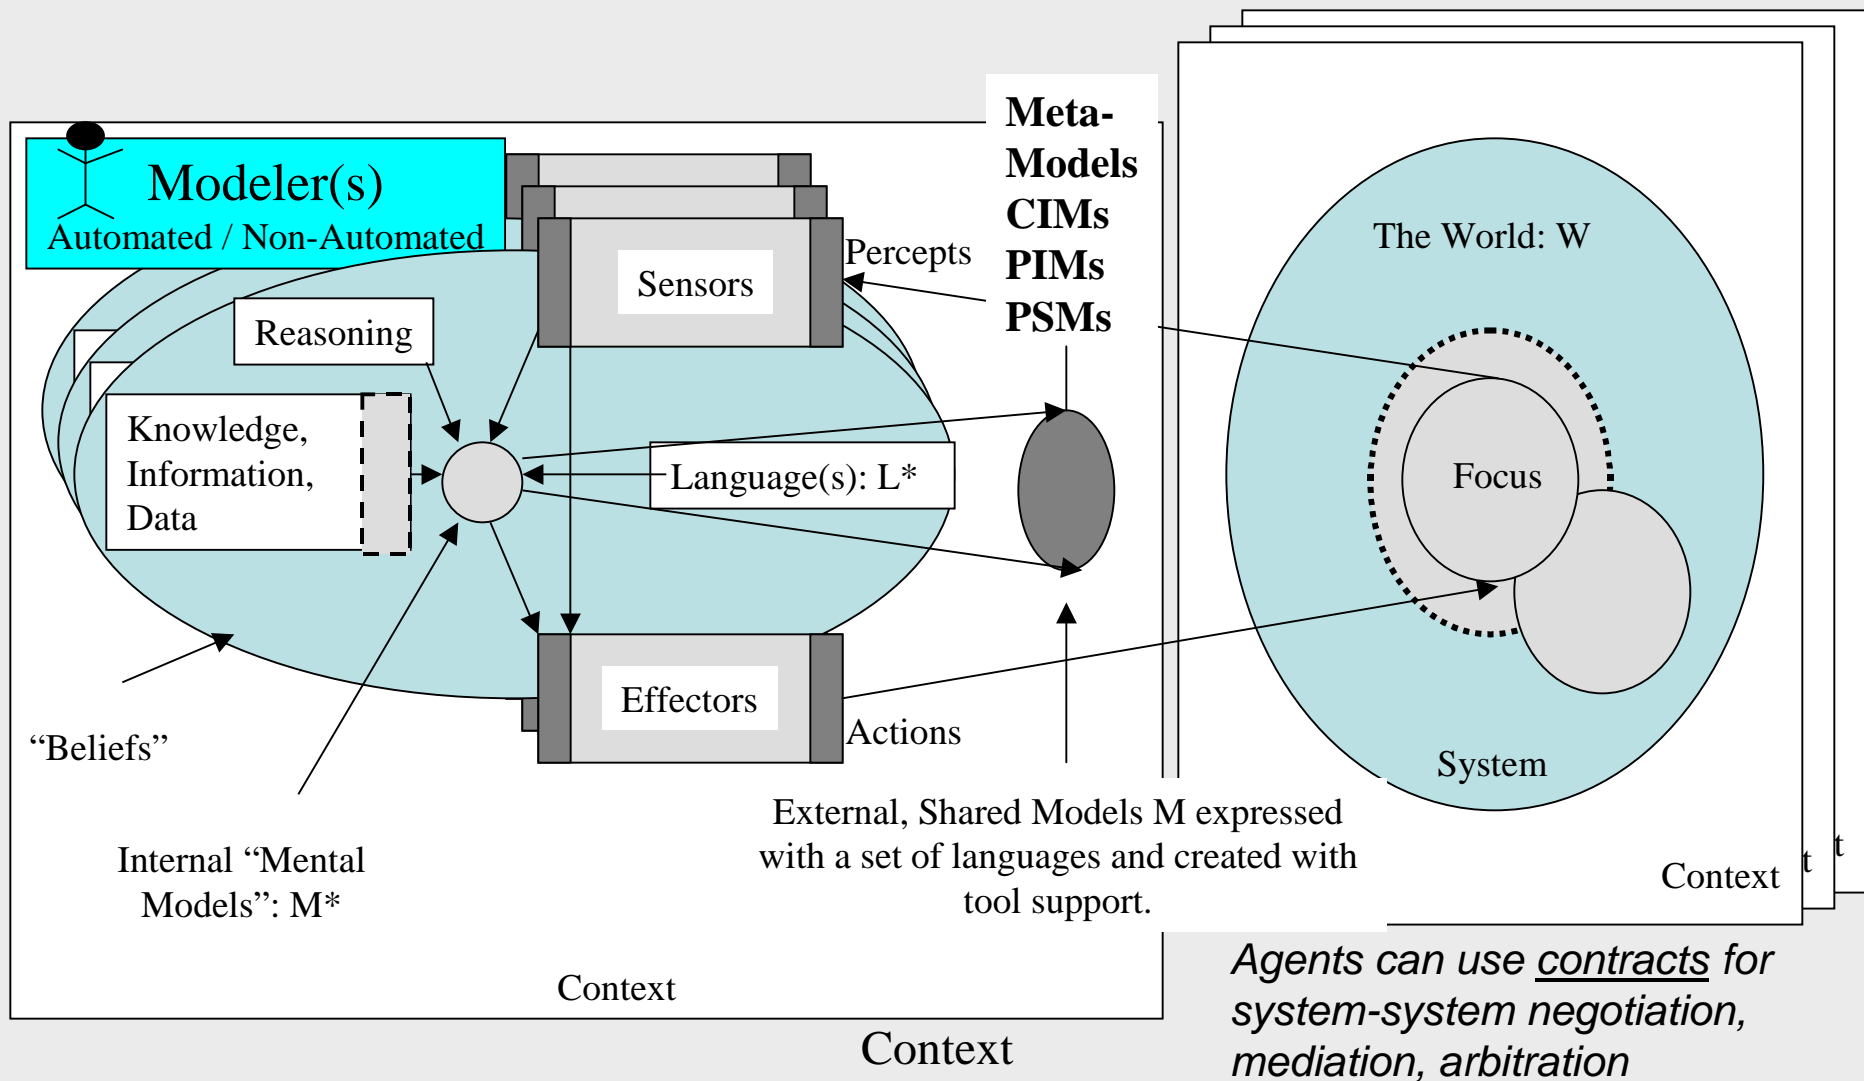 Meta-
Models
CIMs
PIMs
PSMs
Modeler(s)
Automated / Non-Automated
Percepts
Sensors
Reasoning
Knowledge,
Information,
Data
Language(s): L*
Effectors
Actions
“Beliefs”
Internal “Mental
Models”: M*
External, Shared Models M expressed
with a set of languages and created with
tool support.
Context
The World: W
Focus
System
Context
t
t
Agents can use contracts for
system-system negotiation,
mediation, arbitration
Context